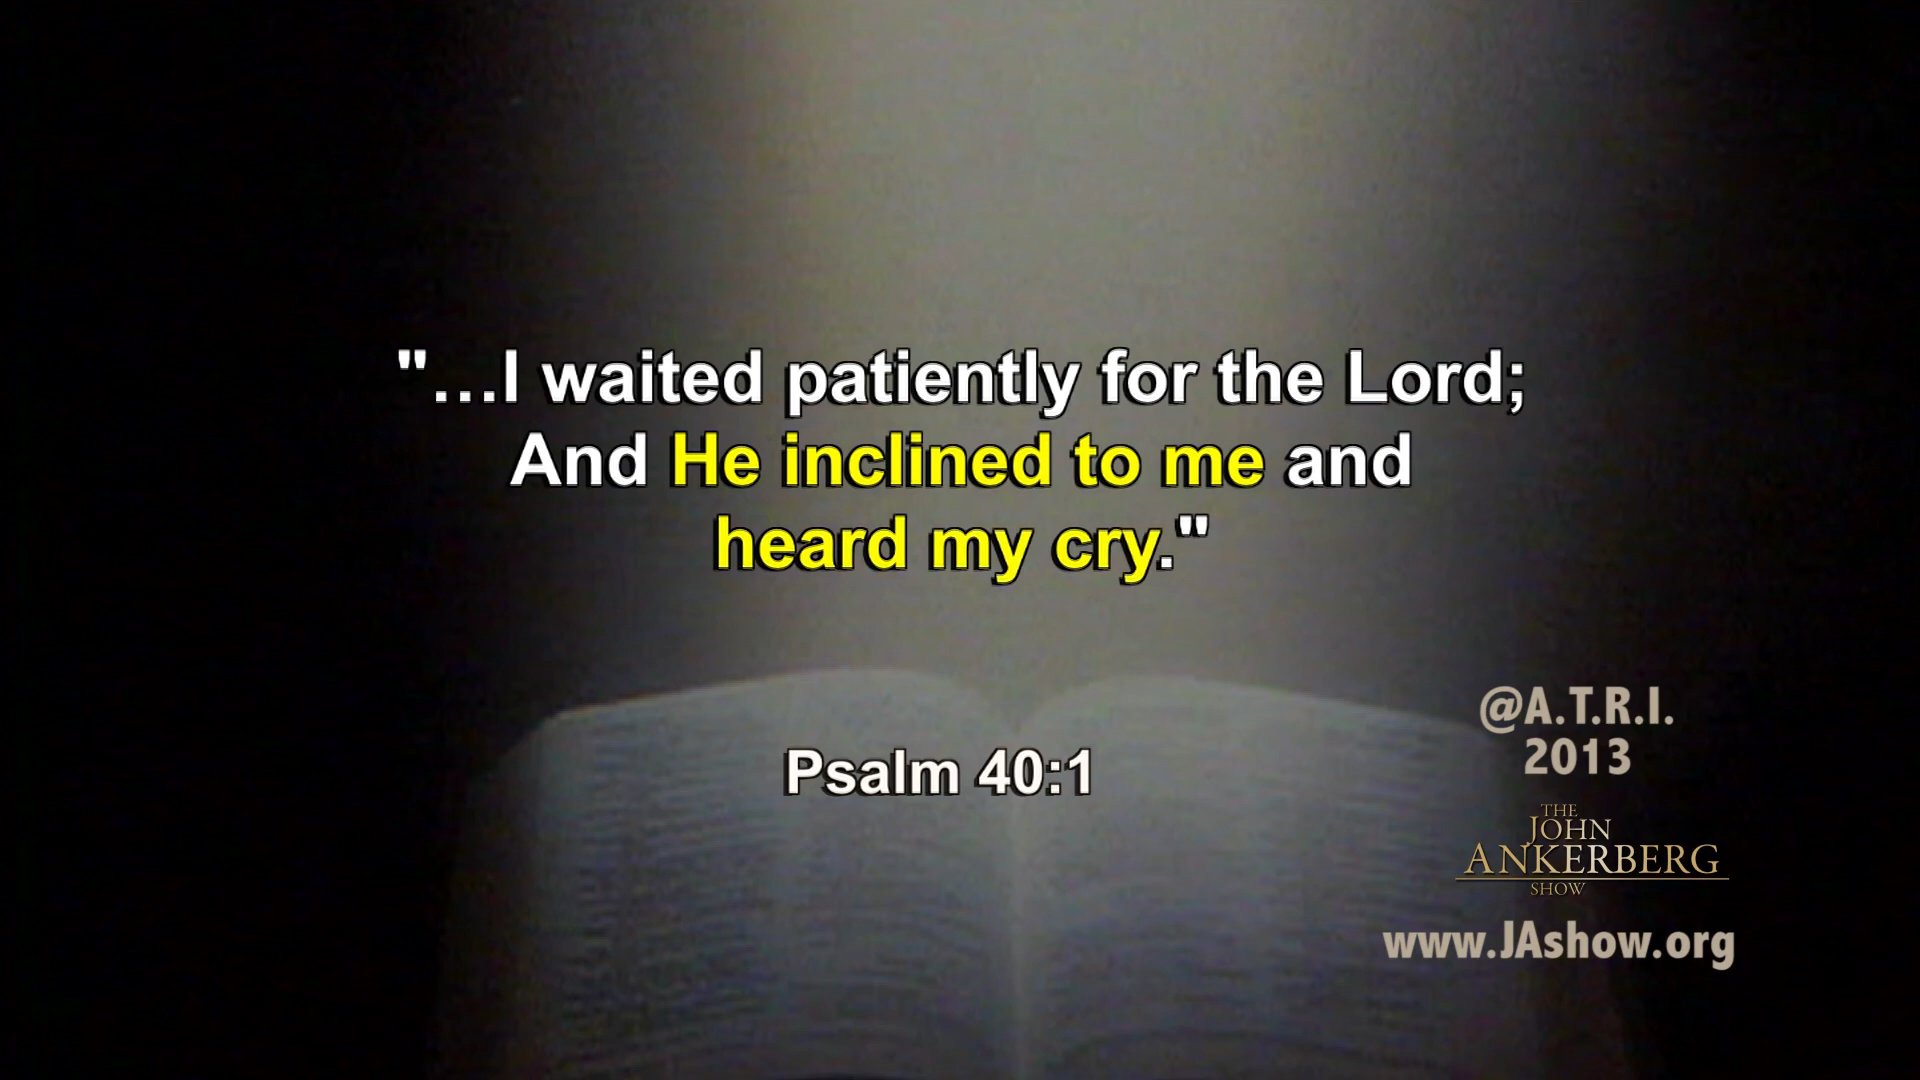 "…I waited patiently for the Lord;
And He inclined to me and
heard my cry."
Psalm 40:1
@A.T.R.I.
2013
THE
JOHN
ANKERBERG
SHOW
www.JAshow.org